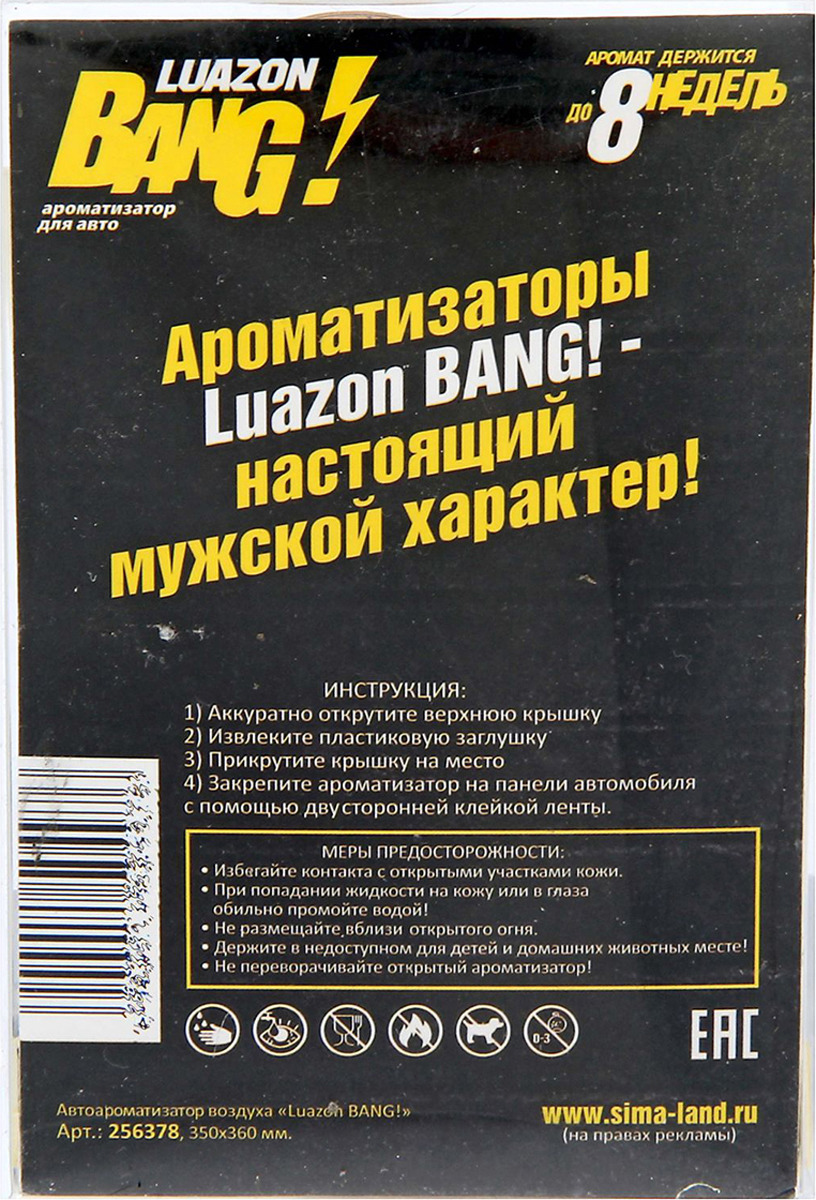 LUAZON
BANG!
ароматизатор
для авто
АРОМАТ ДЕРЖИТСЯ
ДО 8 НЕДЕЛЬ
Ароматизаторы
Luazon BANG! -
настоящий
мужской характер!
ИНСТРУКЦИЯ:
1) Аккуратно открутите верхнюю крышку
2) Извлеките пластиковую заглушку
3) Прикрутите крышку на место
4) Закрепите ароматизатор на панели автомобиля
с помощью двусторонней клейкой ленты.
МЕРЫ ПРЕДОСТОРОЖНОСТИ:
• Избегайте контакта с открытыми участками кожи.
• При попадании жидкости на кожу или в глаза
обильно промойте водой!
• Не размещайте вблизи открытого огня.
• Держите в недоступном для детей и домашних животных месте!
• Не переворачивайте открытый ароматизатор!
0-3
EAC
Автоароматизатор воздуха «Luazon BANG!»
Арт.: 256378, 350х360 мм.
www.sima-land.ru
(на правах рекламы)